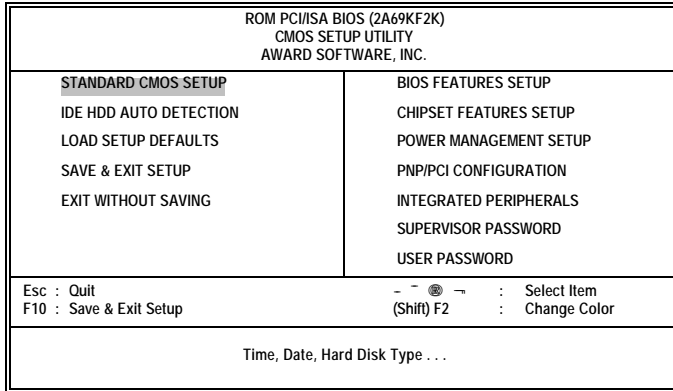 ROM PCI/ISA BIOS (2A69KF2K)
CMOS SETUP UTILITY
AWARD SOFTWARE, INC.
STANDARD CMOS SETUP
IDE HDD AUTO DETECTION
LOAD SETUP DEFAULTS
SAVE & EXIT SETUP
EXIT WITHOUT SAVING
BIOS FEATURES SETUP
CHIPSET FEATURES SETUP
POWER MANAGEMENT SETUP
PNP/PCI CONFIGURATION
INTEGRATED PERIPHERALS
SUPERVISOR PASSWORD
USER PASSWORD
Esc : Quit
F10 : Save & Exit Setup
: Select Item
(Shift) F2 : Change Color
Time, Date, Hard Disk Type . . .